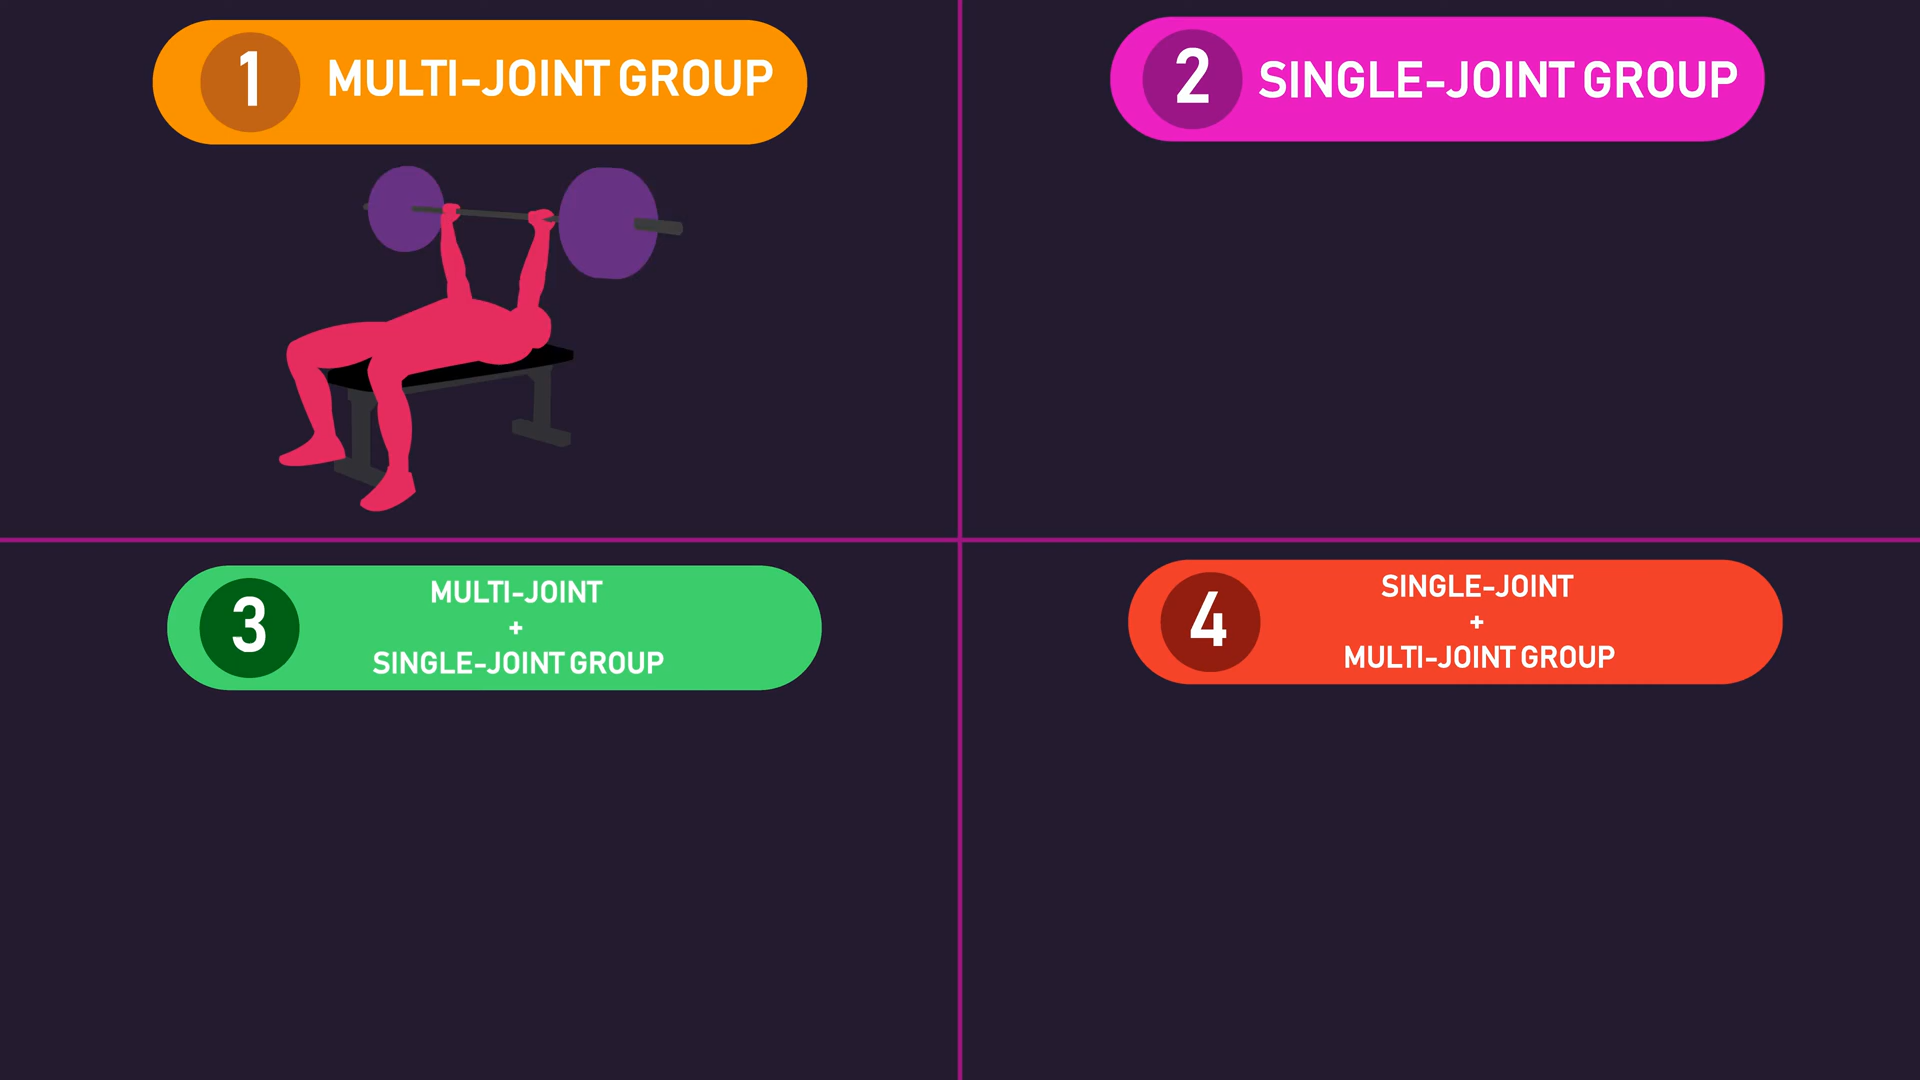 1 MULTI-JOINT GROUP
2 SINGLE-JOINT GROUP
3
MULTI-JOINT
+
SINGLE-JOINT GROUP
4
SINGLE-JOINT
+
MULTI-JOINT GROUP